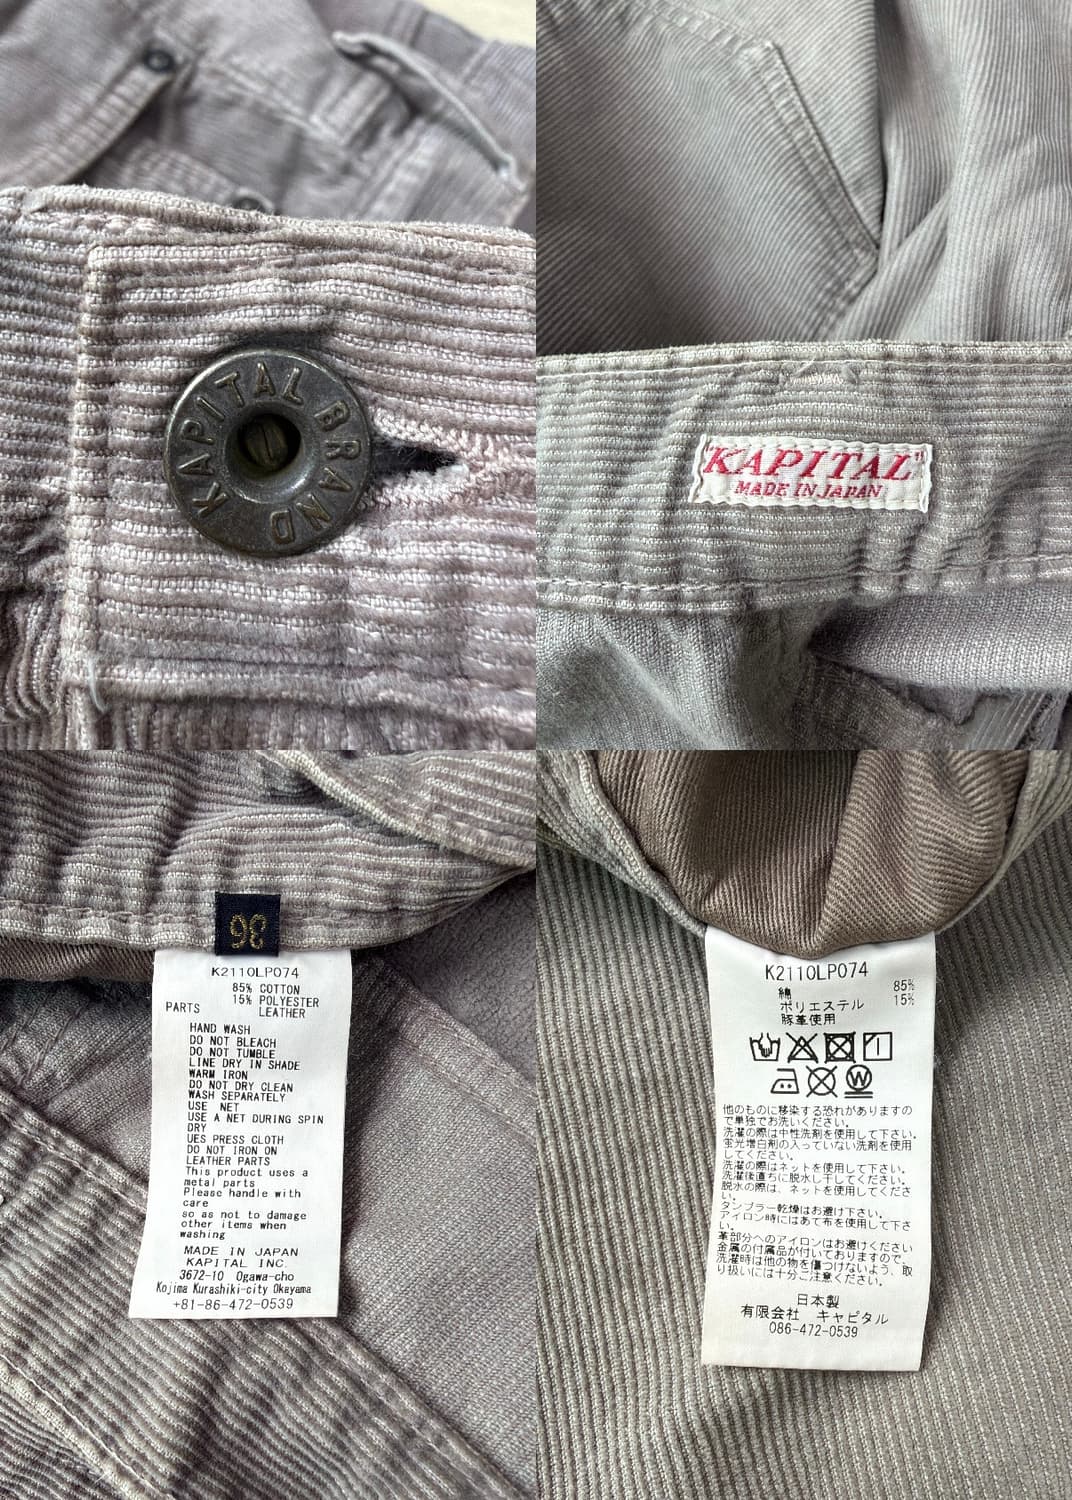 KAPITAL BRAND
"KAPITAL"
MADE IN JAPAN
36
K2110LP074
85% COTTON
15% POLYESTER
PARTS LEATHER
HAND WASH
DO NOT BLEACH
DO NOT TUMBLE
LINE DRY IN SHADE
WARM IRON
DO NOT DRY CLEAN
WASH SEPARATELY
USE NET
USE A NET DURING SPIN
DRY
UES PRESS CLOTH
DO NOT IRON ON
LEATHER PARTS
This product uses a
metal parts
Please handle with
care
so as not to damage
other items when
washing
MADE IN JAPAN
KAPITAL INC.
3672-10 Ogawa-cho
Kojima Kurashiki-city Okayama
+81-86-472-0539
K2110LP074
綿 85%
ポリエステル 15%
豚革使用
W
他のものに移染する恐れがありますの
で単独でお洗いください。
洗濯の際は中性洗剤を使用して下さい。
蛍光増白剤の入っていない洗剤を使用
してください。
洗濯の際はネットを使用して下さい。
洗濯後直ちに脱水し干してください。
脱水の際は、ネットを使用してくださ
い。
タンブラー乾燥はお避け下さい。
アイロン時にはあて布を使用して下さ
い。
革部分へのアイロンはお避けください
金属の付属品が付いておりますので、
洗濯時は他の物を傷つけないよう、取
り扱いには十分ご注意ください。
日本製
有限会社 キャピタル
086-472-0539